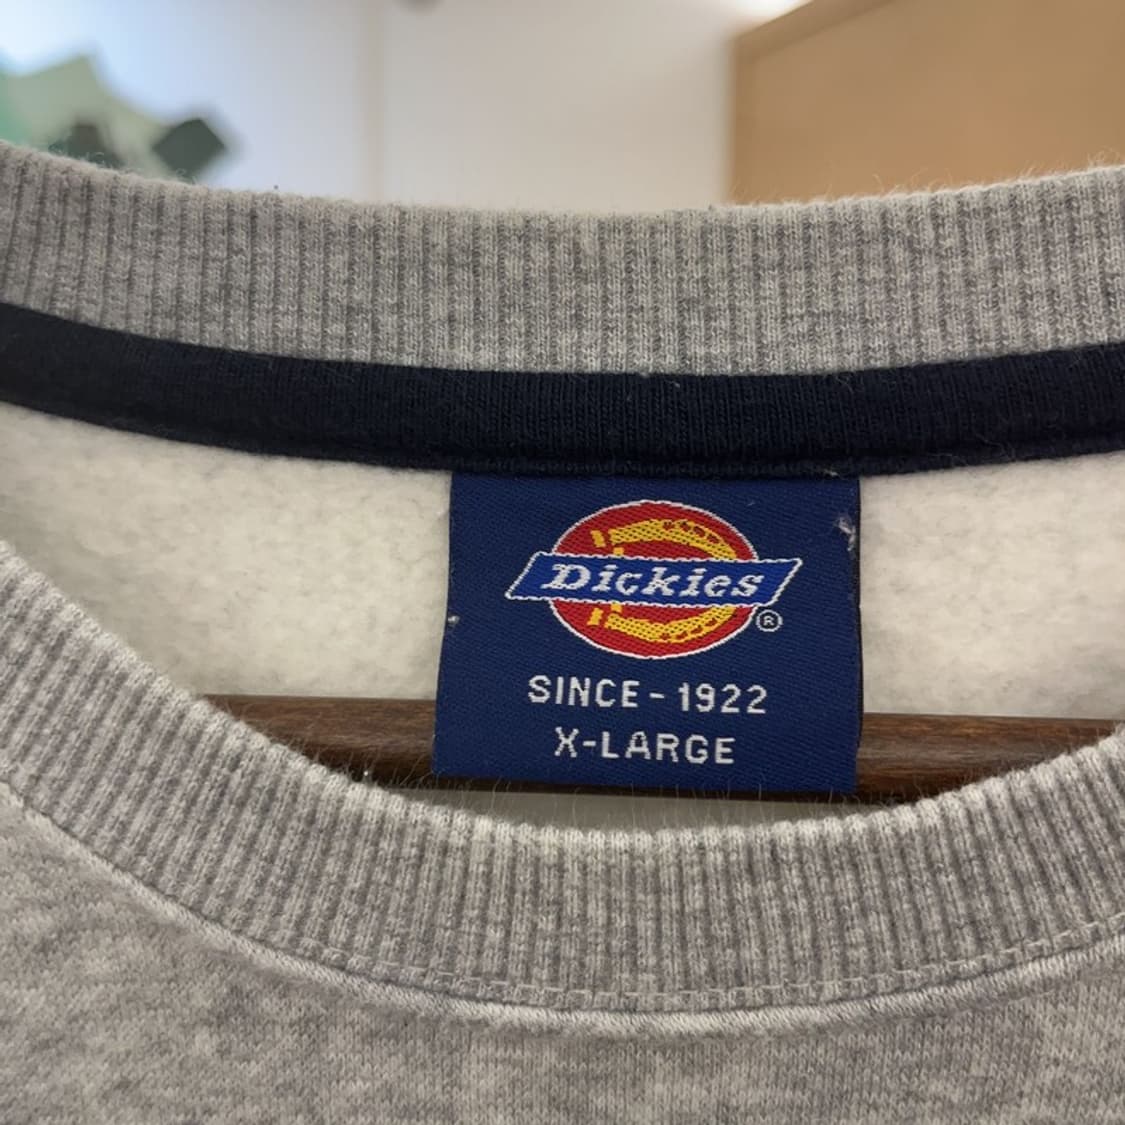 Dickies
®
SINCE-1922
X-LARGE